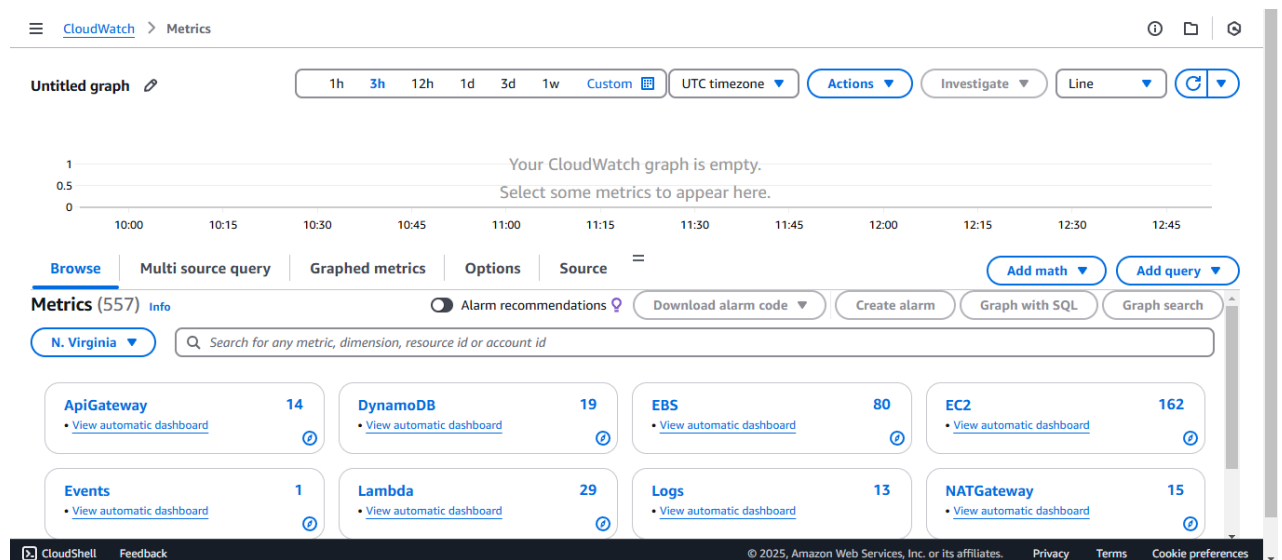 CloudWatch > Metrics
Untitled graph 1h 3h 12h 1d 3d 1w Custom UTC timezone Actions Investigate Line
Your CloudWatch graph is empty.
Select some metrics to appear here.
1
0.5
0
10:00 10:15 10:30 10:45 11:00 11:15 11:30 11:45 12:00 12:15 12:30 12:45
Browse Multi source query Graphed metrics Options Source Add math Add query
Metrics (557) Info Alarm recommendations Download alarm code Create alarm Graph with SQL Graph search
N. Virginia Search for any metric, dimension, resource id or account id
ApiGateway 14 DynamoDB 19 EBS 80 EC2 162
• View automatic dashboard • View automatic dashboard • View automatic dashboard • View automatic dashboard
Events 1 Lambda 29 Logs 13 NATGateway 15
• View automatic dashboard • View automatic dashboard • View automatic dashboard • View automatic dashboard
CloudShell Feedback © 2025, Amazon Web Services, Inc. or its affiliates. Privacy Terms Cookie preferences